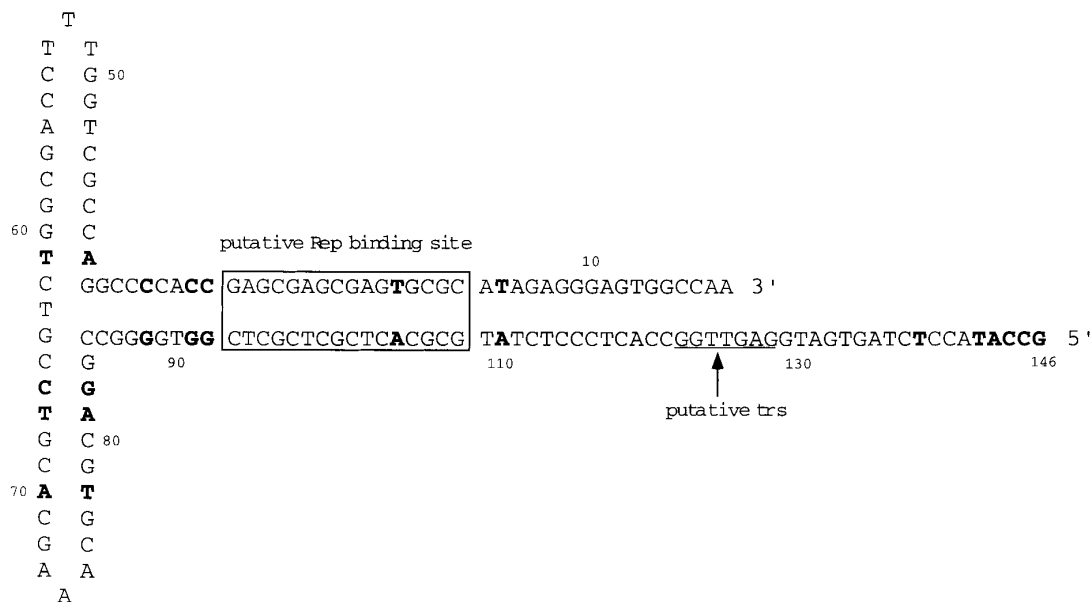 T
T T
C G 50
C G
A T
G C
C G
G C
60 G C
T A
putative Rep binding site
10
C GGCCCCACC GAGCGAGCGAGTGCGC ATAGAGGGAGTGGCCAA 3'
T
G CCGGGGTGG CTCGCTCGCTCACGCG TATCTCCCTCACCGGTTGAGGTAGTGATCTCCATACCG 5'
C G 90 110 130 146
C G
T A putative trs
G C 80
C G
70 A T
C G
G C
A A
A